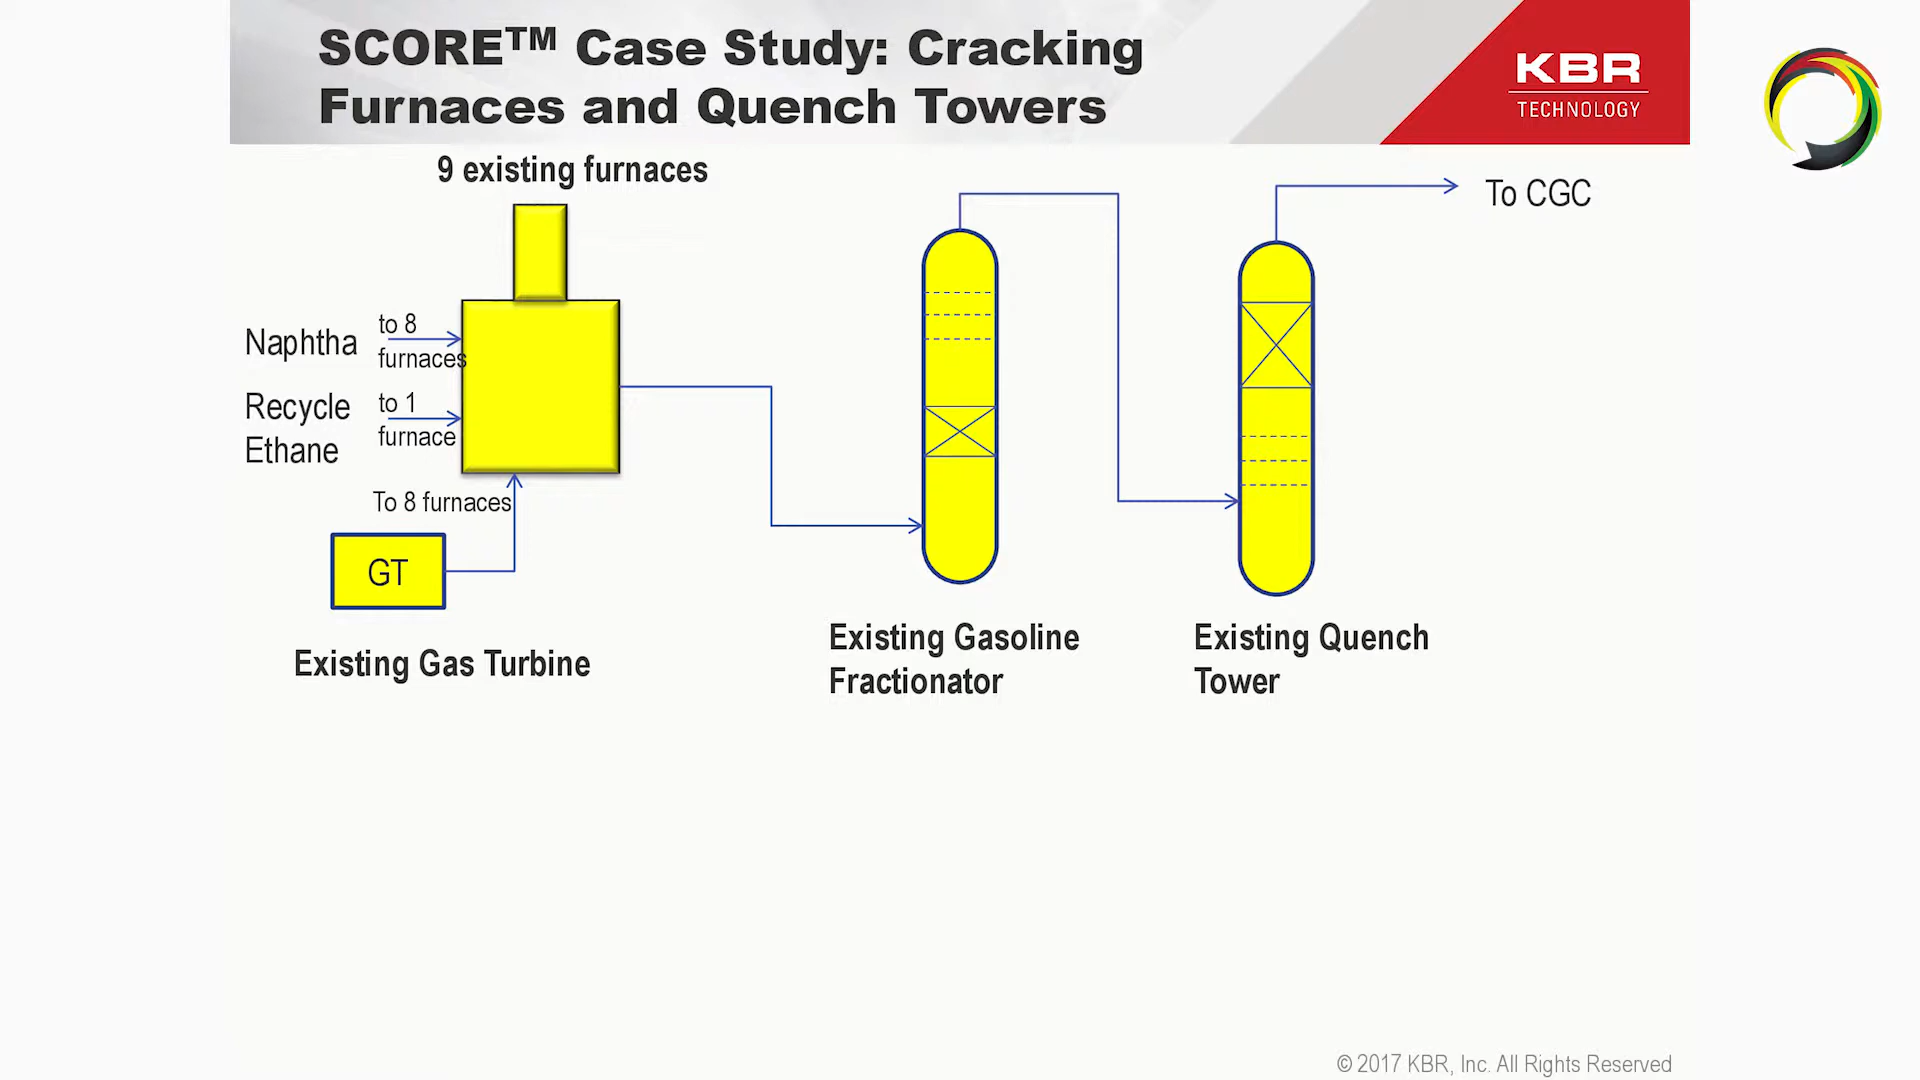 SCORE™ Case Study: Cracking
Furnaces and Quench Towers
KBR
TECHNOLOGY
9 existing furnaces
To CGC
Naphtha
to 8
furnaces
Recycle
Ethane
to 1
furnace
To 8 furnaces
GT
Existing Gas Turbine
Existing Gasoline
Fractionator
Existing Quench
Tower
© 2017 KBR, Inc. All Rights Reserved